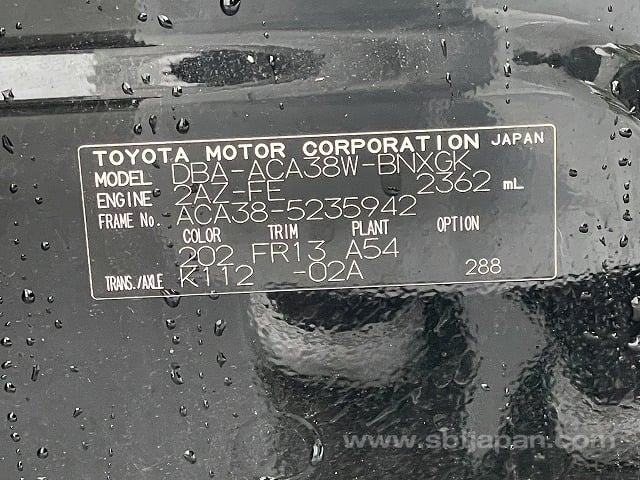 TOYOTA MOTOR CORPORATION JAPAN
MODEL DBA-ACA38W-BNXGK
ENGINE 2AZ-FE 2362 mL
FRAME No. ACA38-5235942
COLOR TRIM PLANT OPTION
202 FR13 A54
TRANS./AXLE K112 -02A 288
www.sbtjapan.com